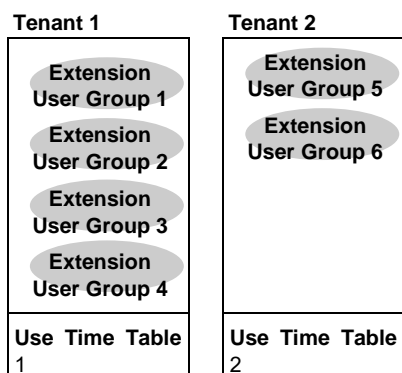 Tenant 1
Extension
User Group 1
Extension
User Group 2
Extension
User Group 3
Extension
User Group 4
Use Time Table
1
Tenant 2
Extension
User Group 5
Extension
User Group 6
Use Time Table
2